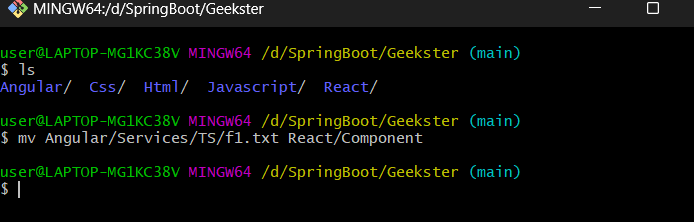 MINGW64:/d/SpringBoot/Geekster
user@LAPTOP-MG1KC38V MINGW64 /d/SpringBoot/Geekster (main)
$ ls
Angular/  Css/  Html/  Javascript/  React/
user@LAPTOP-MG1KC38V MINGW64 /d/SpringBoot/Geekster (main)
$ mv Angular/Services/TS/f1.txt React/Component
user@LAPTOP-MG1KC38V MINGW64 /d/SpringBoot/Geekster (main)
$